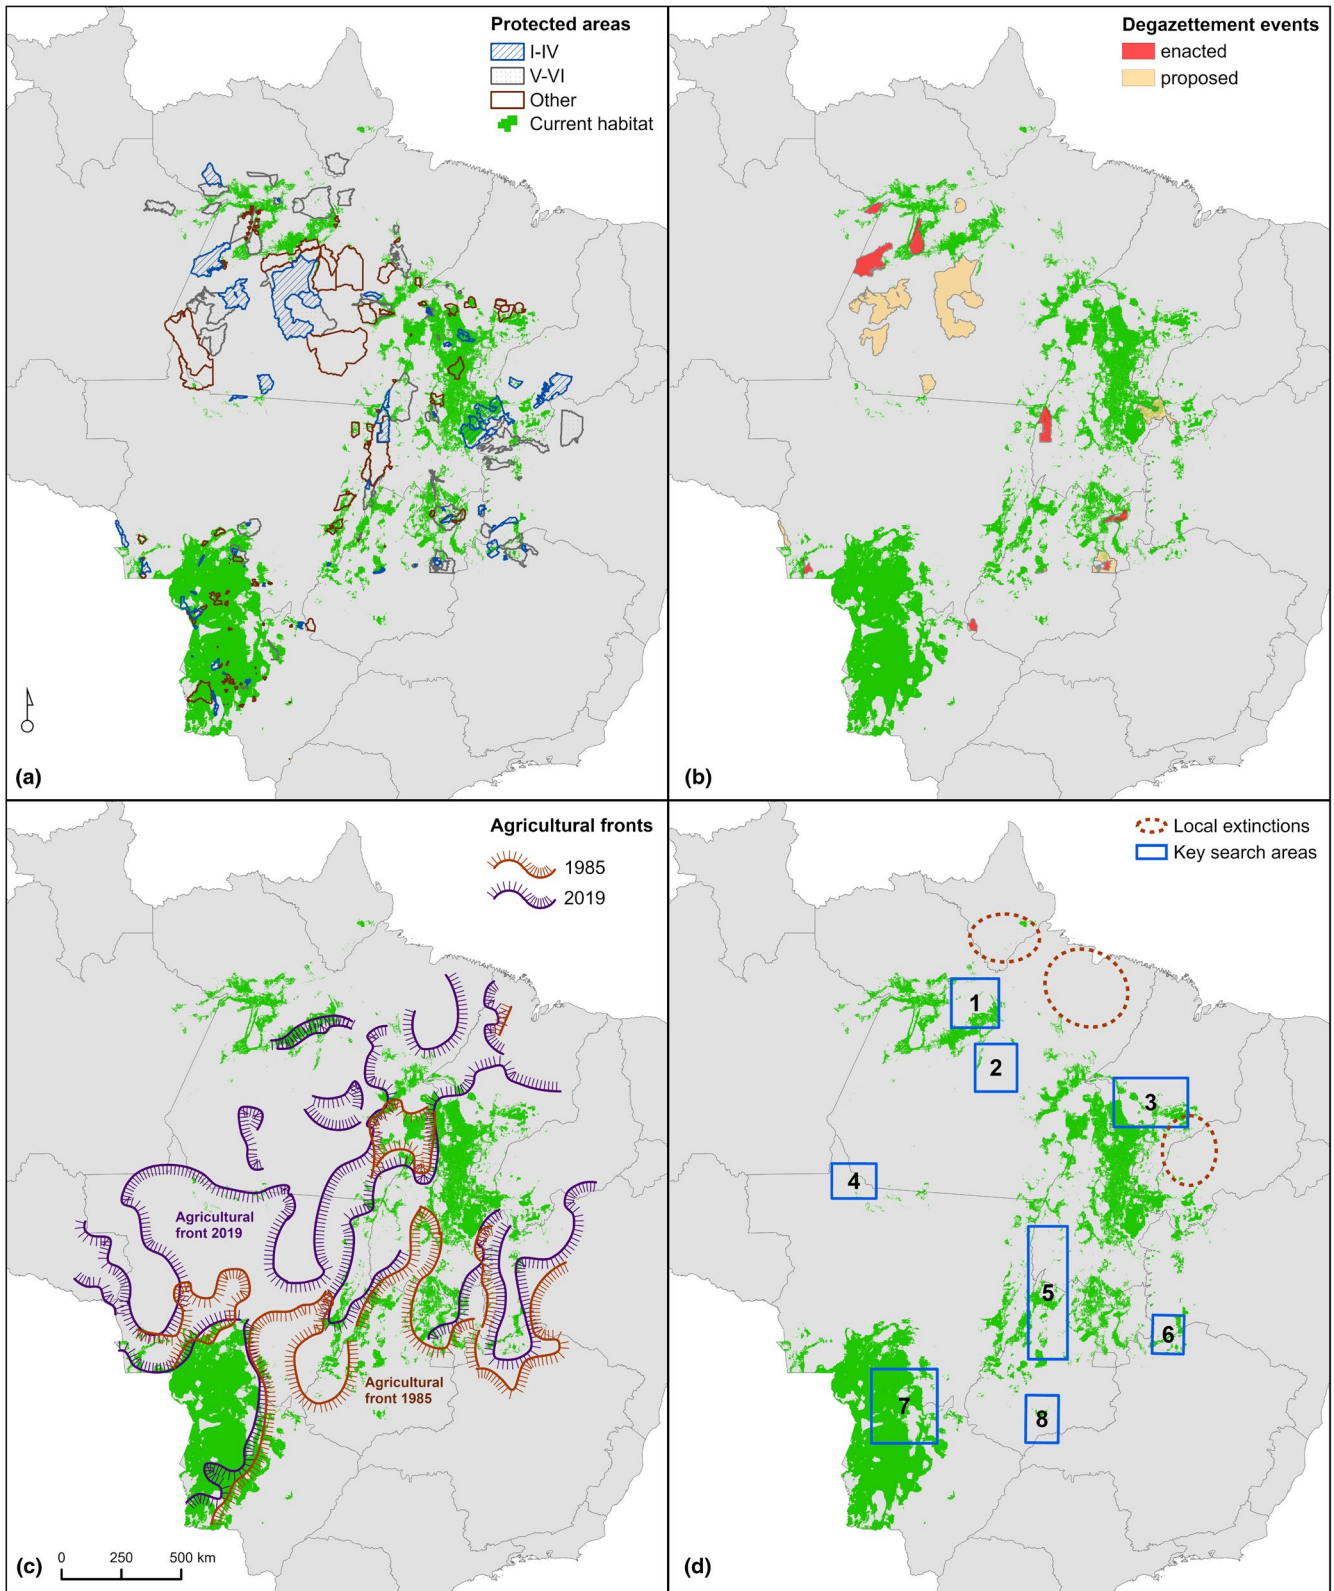 Protected areas
I-IV
V-VI
Other
Current habitat
(a)
Degazettement events
enacted
proposed
(b)
Agricultural fronts
1985
2019
Agricultural
front 2019
Agricultural
front 1985
0 250 500 km
(c)
Local extinctions
Key search areas
1
2
3
4
5
6
7
8
(d)